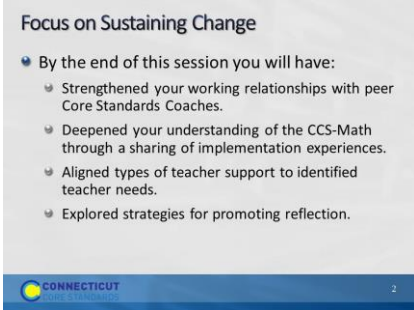 Focus on Sustaining Change
By the end of this session you will have:
Strengthened your working relationships with peer
Core Standards Coaches.
Deepened your understanding of the CCS-Math
through a sharing of implementation experiences.
Aligned types of teacher support to identified
teacher needs.
Explored strategies for promoting reflection.
CONNECTICUT
CORE STANDARDS
2